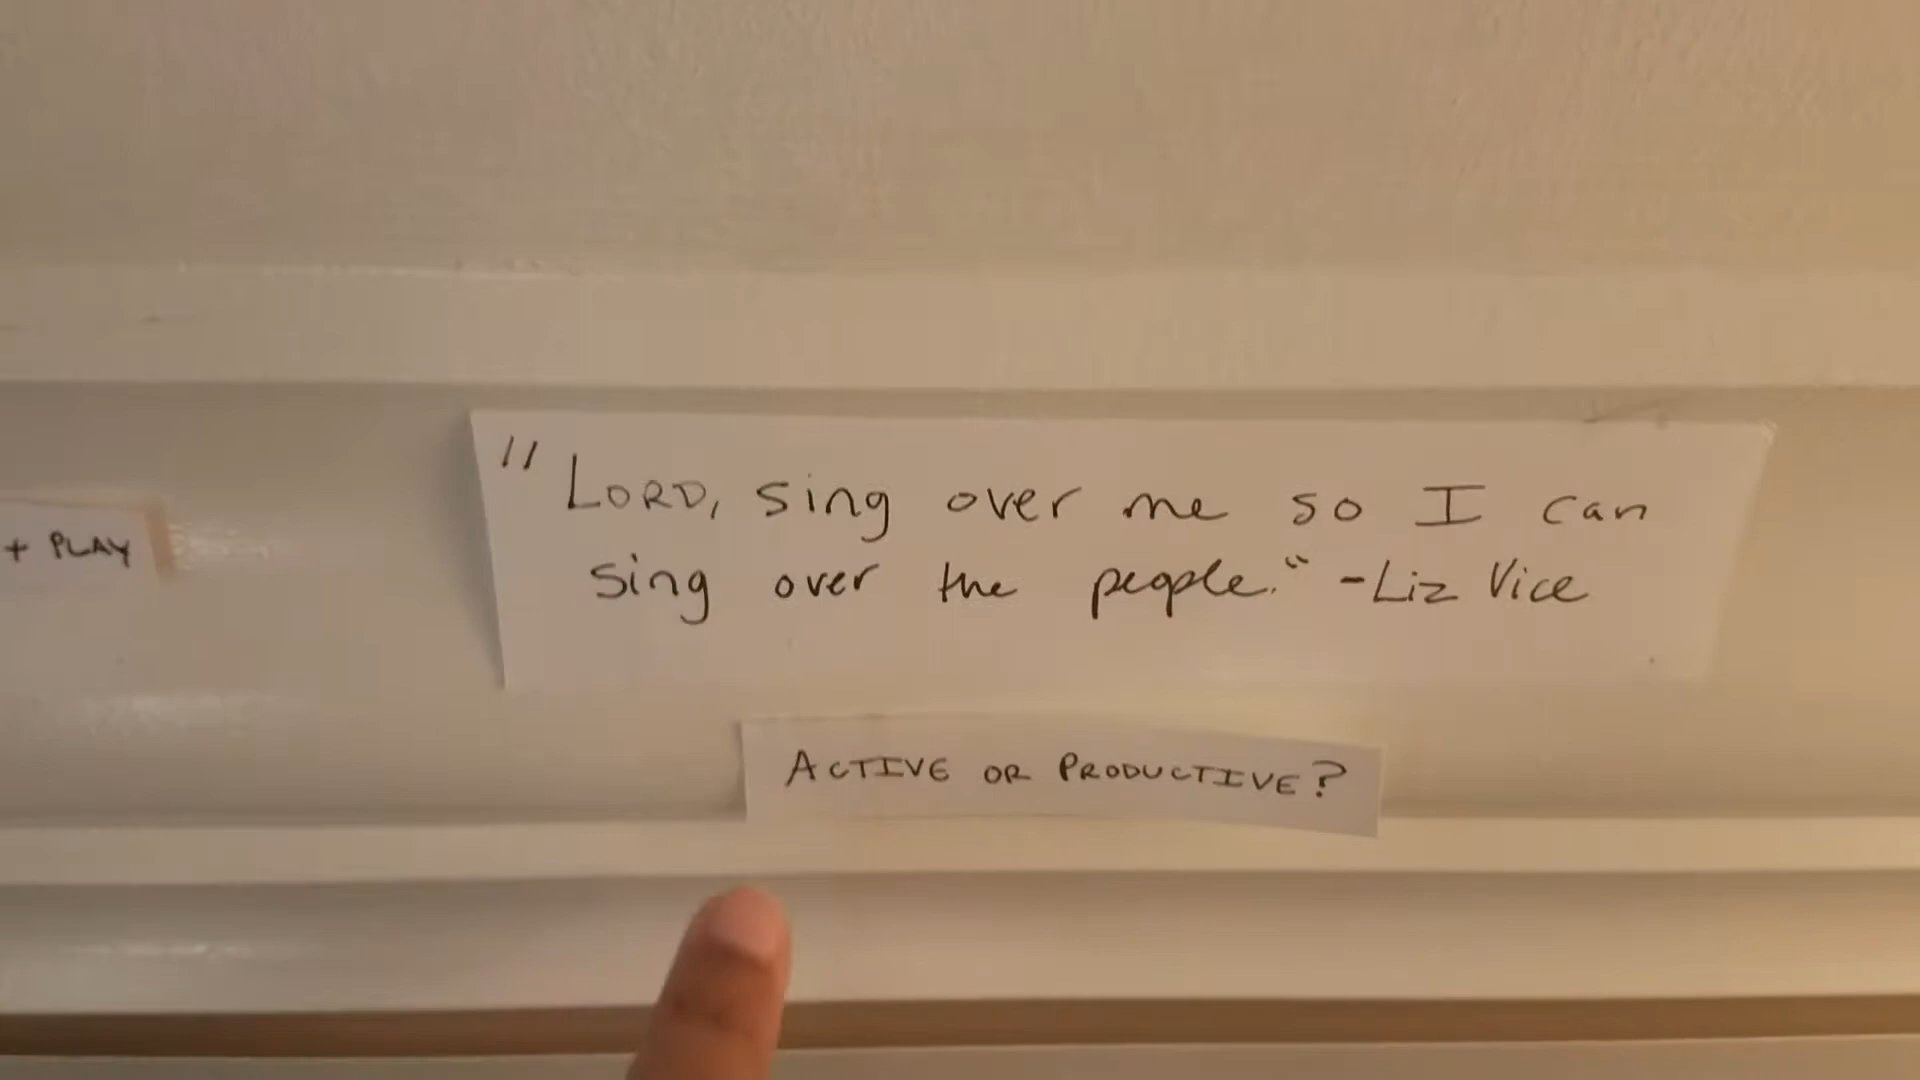 " LORD, sing over me so I can
sing over the people." -Liz Vice
+ PLAY
ACTIVE OR PRODUCTIVE?